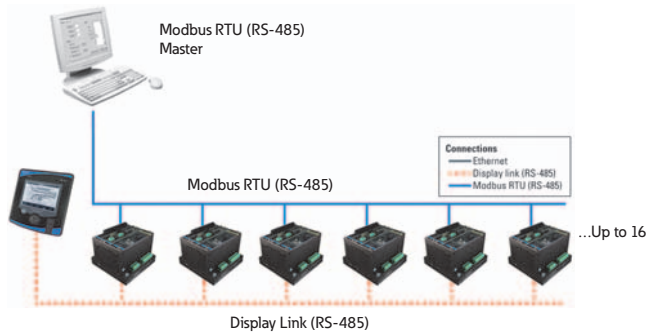 Modbus RTU (RS-485)
Master
Connections
Ethernet
Display link (RS-485)
Modbus RTU (RS-485)
Modbus RTU (RS-485)
...Up to 16
Display Link (RS-485)